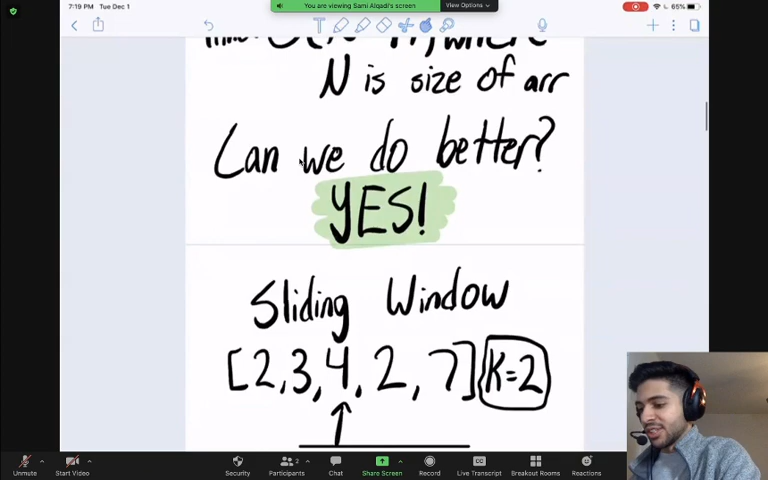 7:19 PM Tue Dec 1
You are viewing Sami Alqadi's screen
View Options
65%
N is size of arr
Can we do better?
YES!
Sliding Window
[2,3,4,2,7] K=2
Unmute
Start Video
Security
Participants
2
Chat
Share Screen
Record
Live Transcript
Breakout Rooms
Reactions